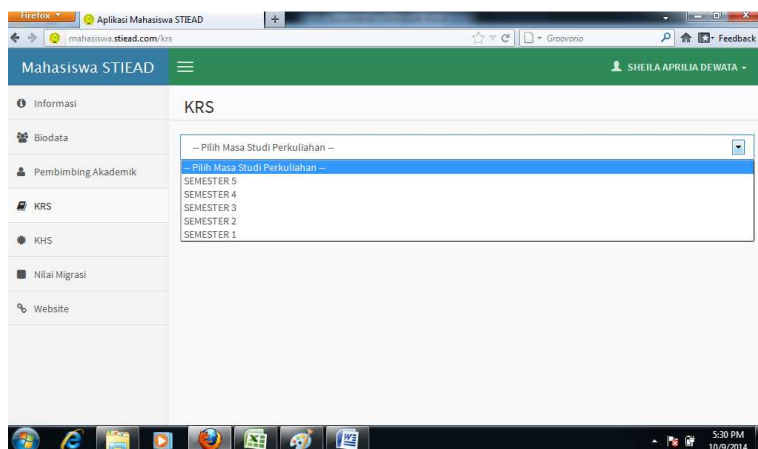 Firefox
Aplikasi Mahasiswa STIEAD
+
mahasiswa.stiead.com/krs
Groovorio
Feedback
Mahasiswa STIEAD
SHEILA APRILIA DEWATA
Informasi
KRS
Biodata
-- Pilih Masa Studi Perkuliahan --
-- Pilih Masa Studi Perkuliahan --
Pembimbing Akademik
SEMESTER 5
SEMESTER 4
SEMESTER 3
KRS
SEMESTER 2
SEMESTER 1
KHS
Nilai Migrasi
Website
5:30 PM
10/9/2014